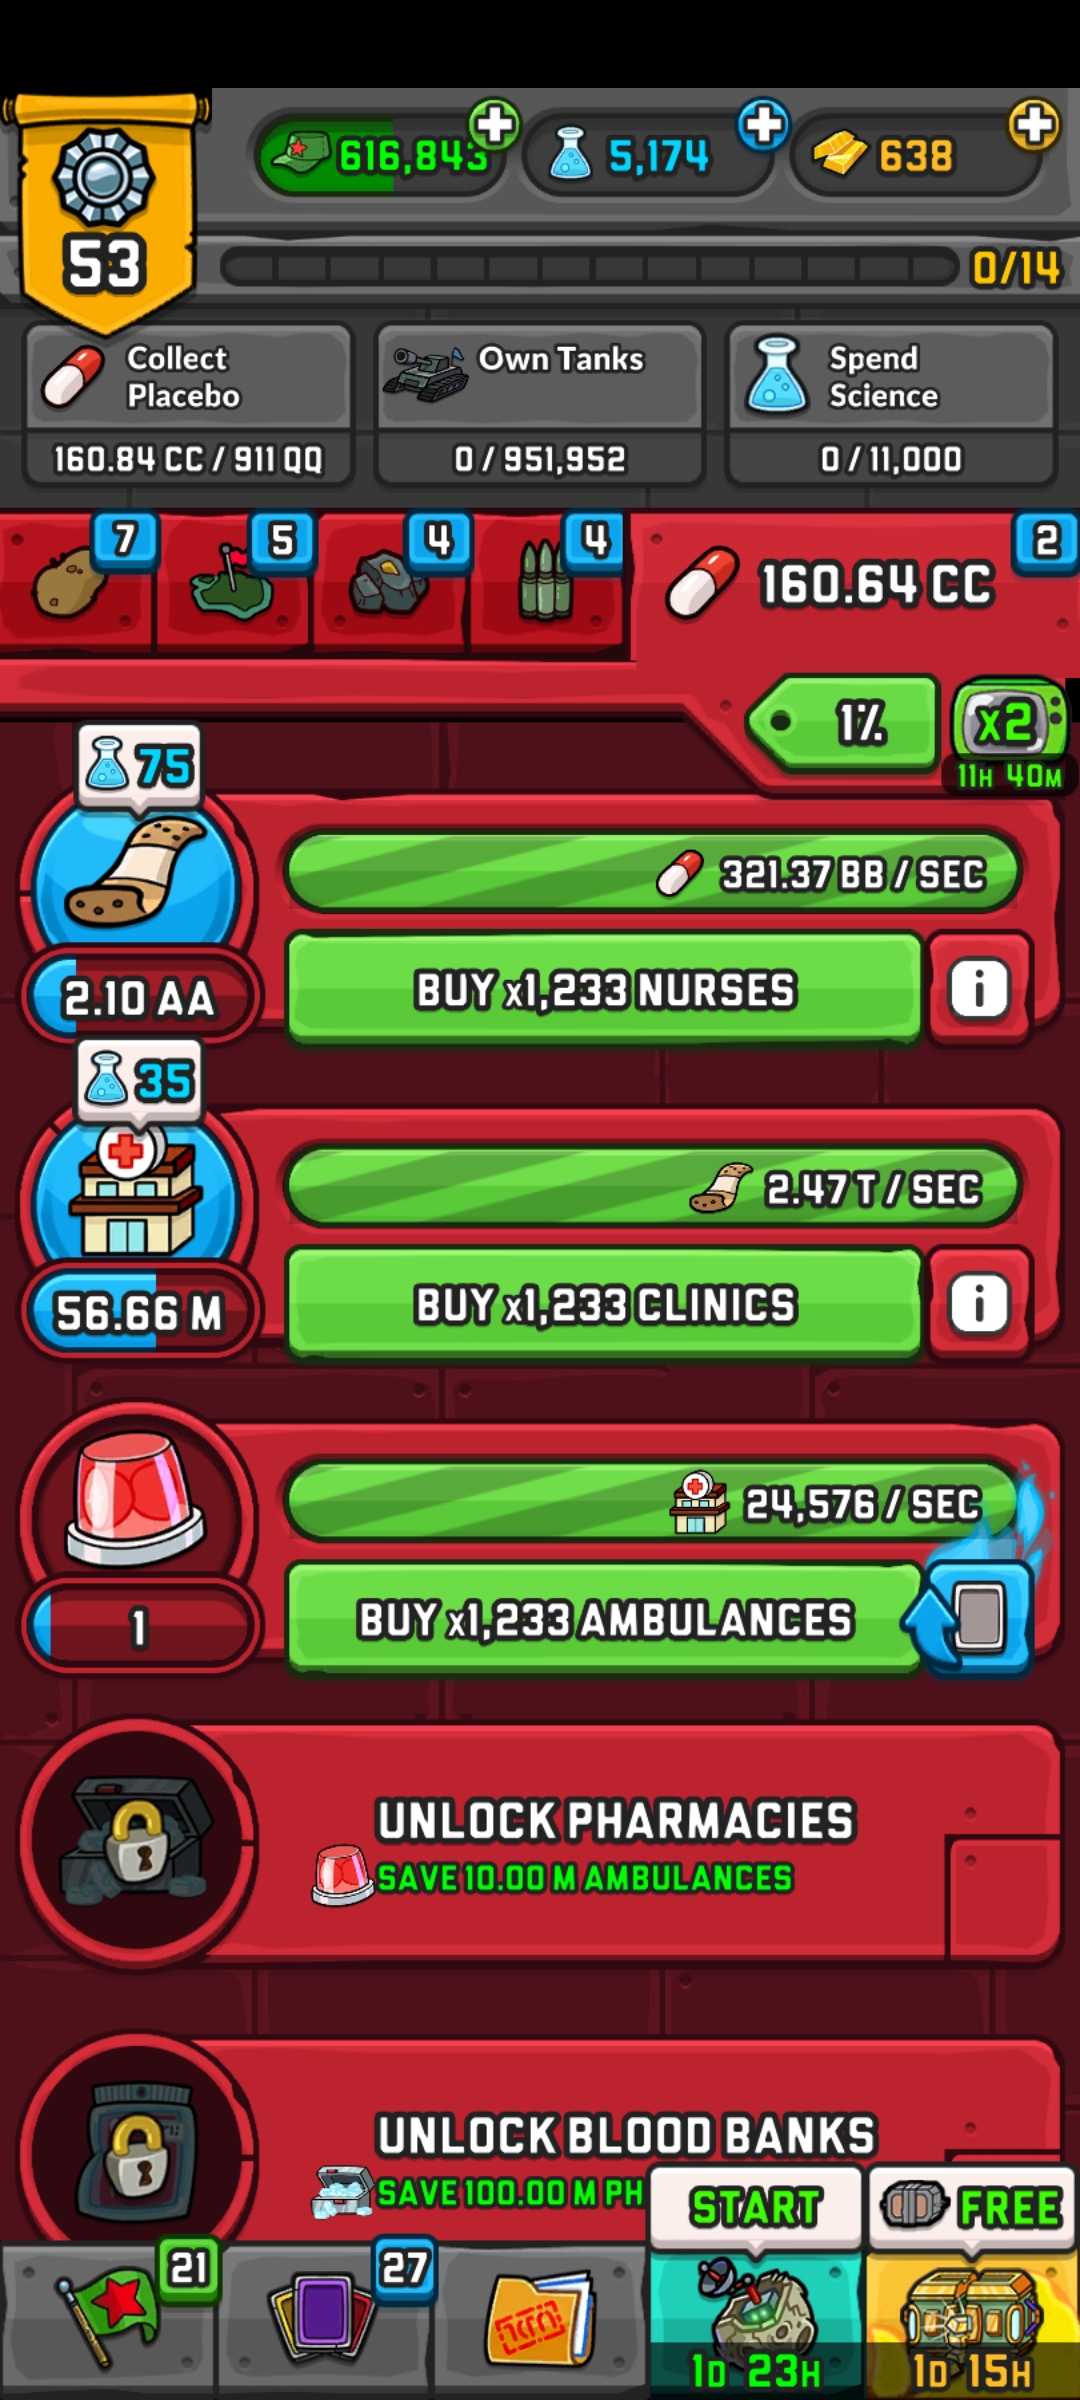 616,843
5,174
638
53
0/14
Collect
Placebo
160.84 CC / 911 QQ
Own Tanks
0 / 951,952
Spend
Science
0 / 11,000
7
5
4
4
160.64 CC
2
1%
x2
11H 40M
75
321.37 BB / SEC
2.10 AA
BUY x1,233 NURSES
i
35
2.47 T / SEC
56.66 M
BUY x1,233 CLINICS
i
24,576 / SEC
1
BUY x1,233 AMBULANCES
UNLOCK PHARMACIES
SAVE 10.00 M AMBULANCES
UNLOCK BLOOD BANKS
SAVE 100.00 M PH
START
FREE
21
27
1D 23H
1D 15H